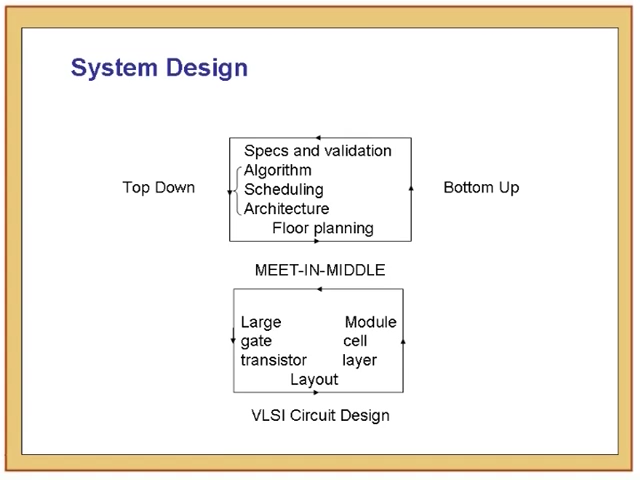 System Design
Specs and validation
Algorithm
Top Down Scheduling Bottom Up
Architecture
Floor planning
MEET-IN-MIDDLE
Large Module
gate cell
transistor layer
Layout
VLSI Circuit Design